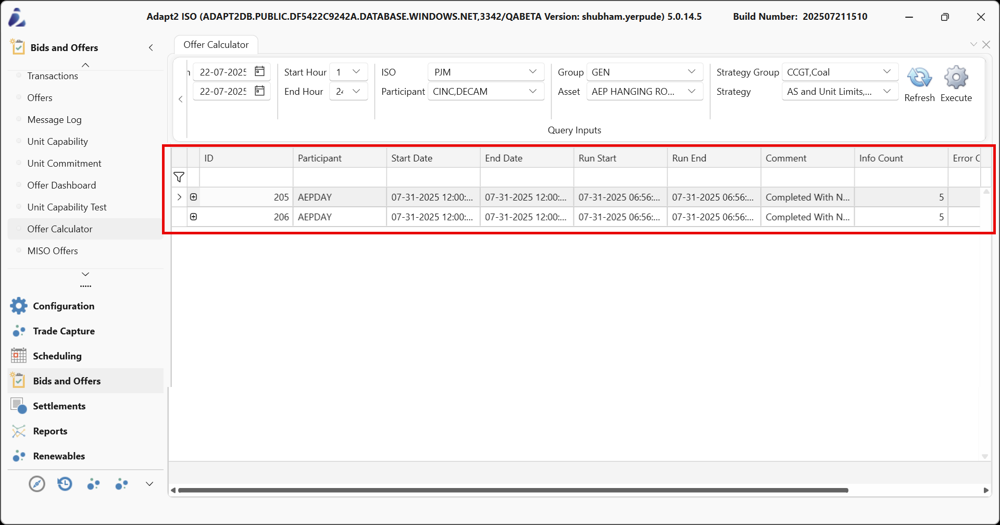 Adapt2 ISO (ADAPT2DB.PUBLIC.DF5422C9242A.DATABASE.WINDOWS.NET,3342/QABETA Version: shubham.yerpude) 5.0.14.5 Build Number: 202507211510
Bids and Offers
Transactions
Offers
Message Log
Unit Capability
Unit Commitment
Offer Dashboard
Unit Capability Test
Offer Calculator
MISO Offers
Configuration
Trade Capture
Scheduling
Bids and Offers
Settlements
Reports
Renewables
Offer Calculator
22-07-2025 Start Hour 1 ISO PJM Group GEN Strategy Group CCGT,Coal
22-07-2025 End Hour Participant CINC,DECAM Asset AEP HANGING RO... Strategy AS and Unit Limits,...
Refresh Execute
Query Inputs
ID Participant Start Date End Date Run Start Run End Comment Info Count Error
205 AEPDAY 07-31-2025 12:00:... 07-31-2025 12:00:... 07-31-2025 06:56:... 07-31-2025 06:56:... Completed With N... 5
206 AEPDAY 07-31-2025 12:00:... 07-31-2025 12:00:... 07-31-2025 06:56:... 07-31-2025 06:56:... Completed With N... 5